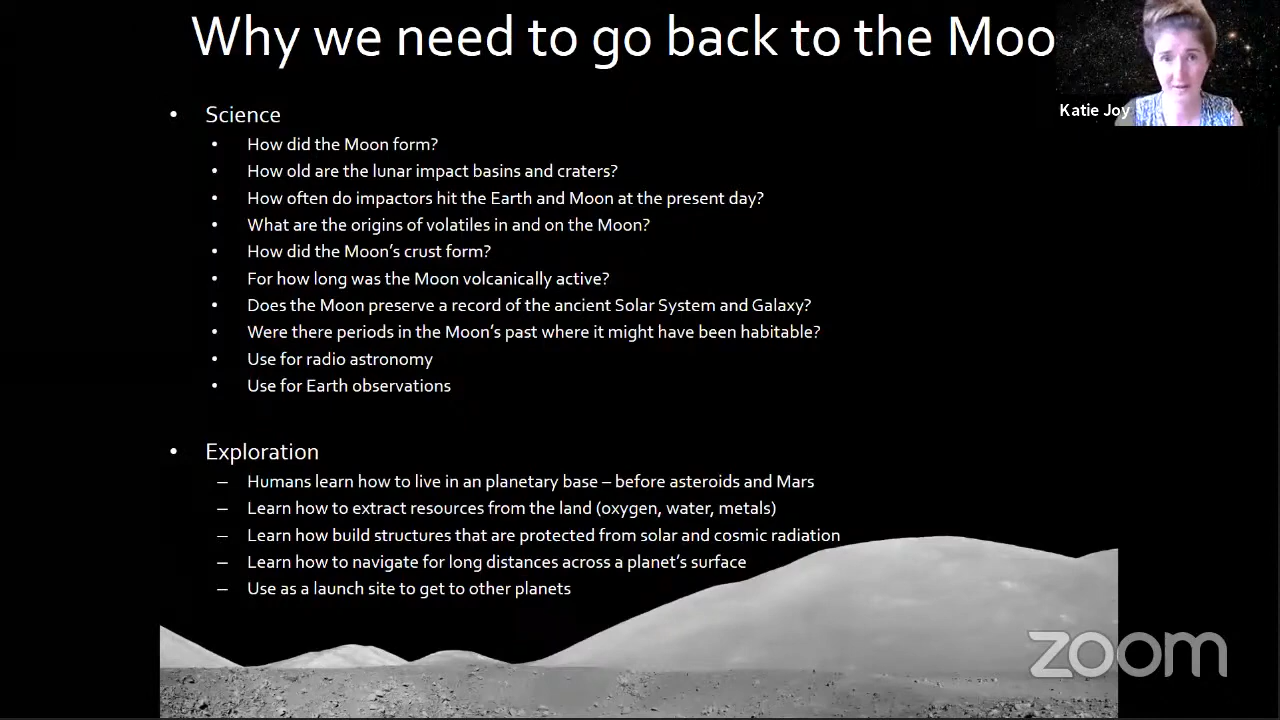 Why we need to go back to the Moo
Katie Joy
• Science
• How did the Moon form?
• How old are the lunar impact basins and craters?
• How often do impactors hit the Earth and Moon at the present day?
• What are the origins of volatiles in and on the Moon?
• How did the Moon’s crust form?
• For how long was the Moon volcanically active?
• Does the Moon preserve a record of the ancient Solar System and Galaxy?
• Were there periods in the Moon’s past where it might have been habitable?
• Use for radio astronomy
• Use for Earth observations
• Exploration
– Humans learn how to live in an planetary base – before asteroids and Mars
– Learn how to extract resources from the land (oxygen, water, metals)
– Learn how build structures that are protected from solar and cosmic radiation
– Learn how to navigate for long distances across a planet’s surface
– Use as a launch site to get to other planets
zoom